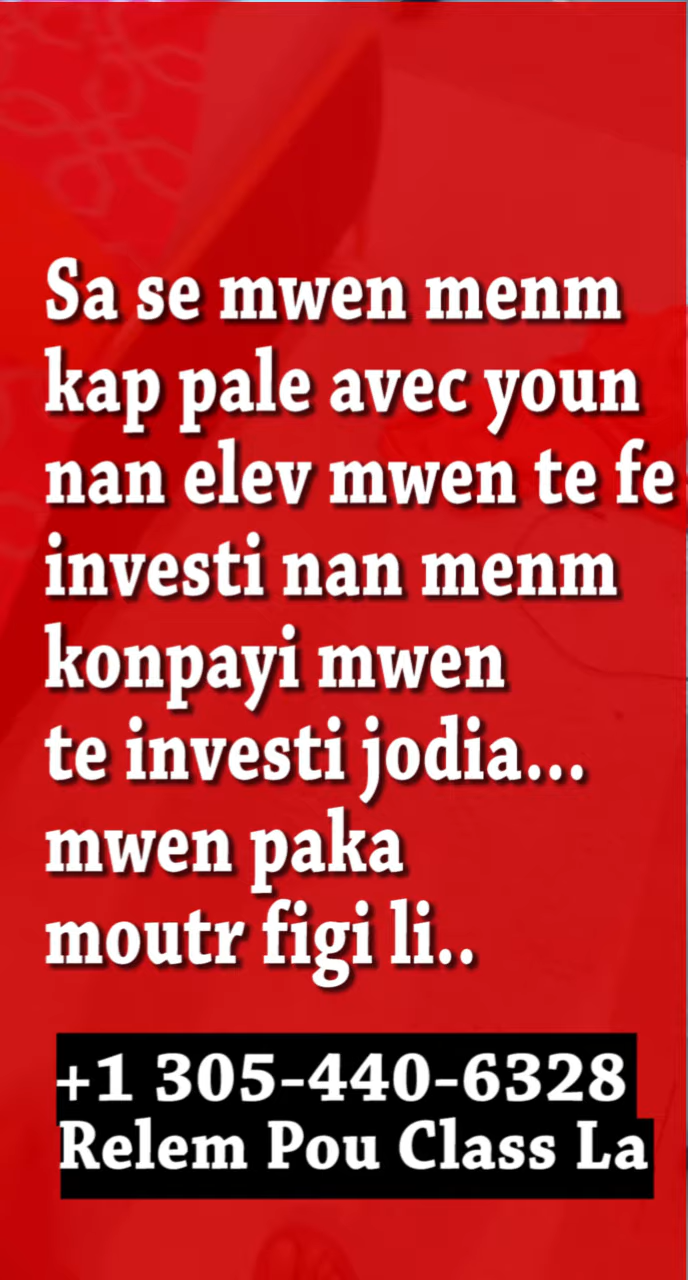 Sa se mwen menm
kap pale avec youn
nan elev mwen te fe
investi nan menm
konpayi mwen
te investi jodia...
mwen paka
moutr figi li..
+1 305-440-6328
Relem Pou Class La